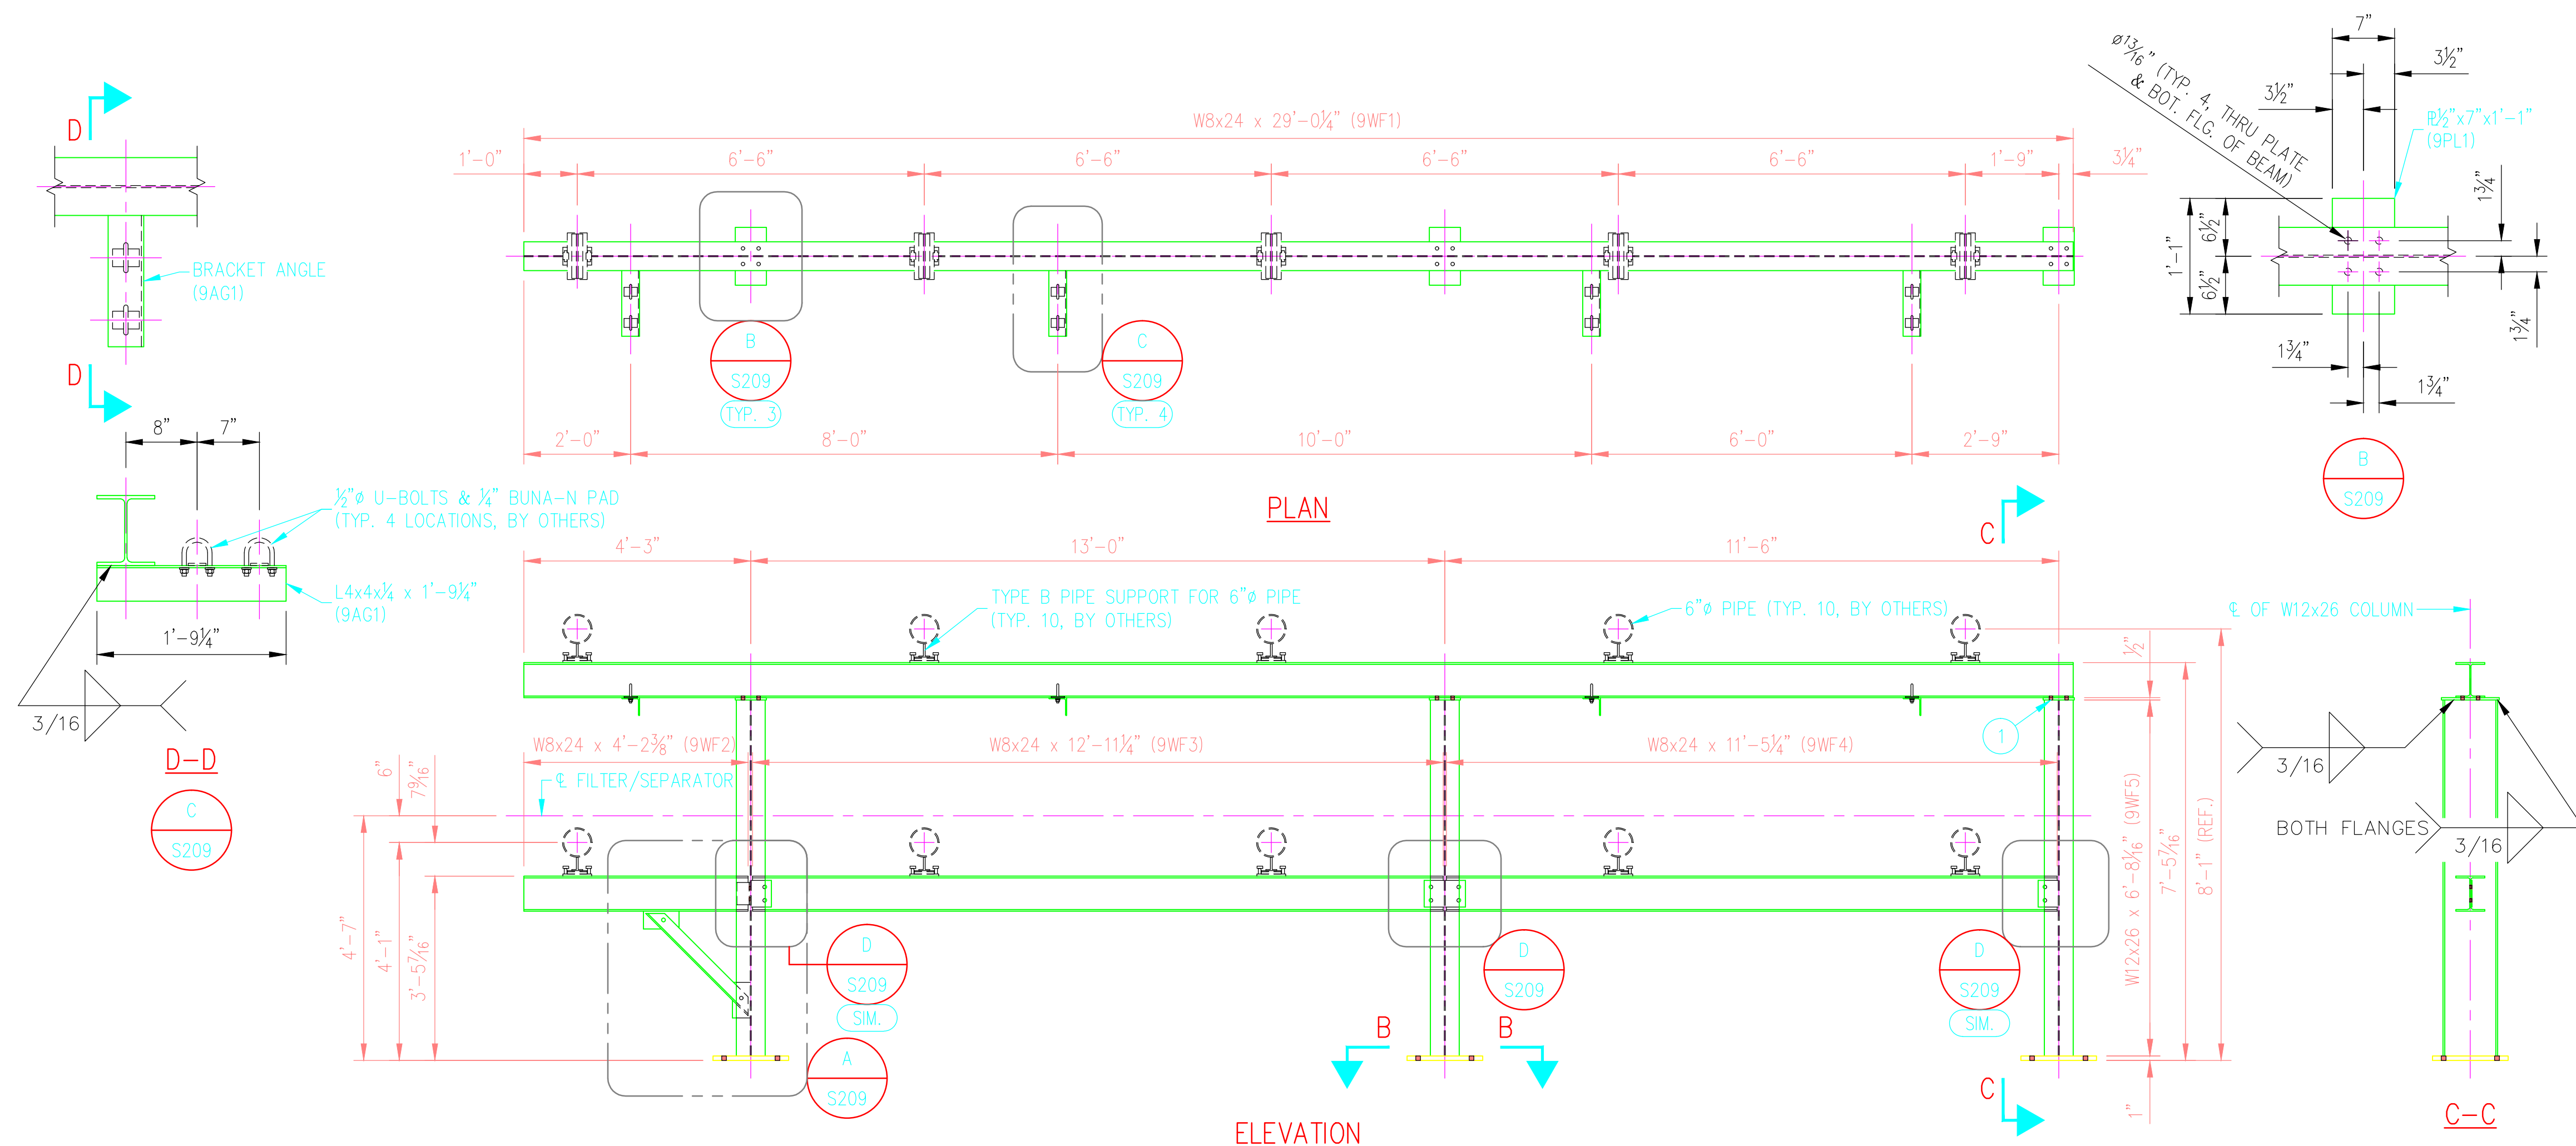 D
BRACKET ANGLE
(9AG1)
D
8"
7"
½"ø U-BOLTS & ¼" BUNA-N PAD
(TYP. 4 LOCATIONS, BY OTHERS)
L4x4x¼ x 1'-9¼"
(9AG1)
1'-9¼"
3/16
D-D
C
S209
W8x24 x 29'-0¼" (9WF1)
1'-0"
6'-6"
6'-6"
6'-6"
6'-6"
1'-9"
3¼"
B
S209
TYP. 3
C
S209
TYP. 4
2'-0"
8'-0"
10'-0"
6'-0"
2'-9"
PLAN
C
4'-3"
13'-0"
11'-6"
TYPE B PIPE SUPPORT FOR 6"ø PIPE
(TYP. 10, BY OTHERS)
6"ø PIPE (TYP. 10, BY OTHERS)
W8x24 x 4'-2⅜" (9WF2)
W8x24 x 12'-11¼" (9WF3)
W8x24 x 11'-5¼" (9WF4)
1
℄ FILTER/SEPARATOR
6"
7⁹⁄₁₆"
4'-7"
4'-1"
3'-5⁷⁄₁₆"
½"
W12x26 x 6'-8¹⁄₁₆" (9WF5)
7'-5⁷⁄₁₆"
8'-1" (REF.)
1"
D
S209
SIM.
A
S209
D
S209
D
S209
SIM.
B
B
C
ELEVATION
ø¹³⁄₁₆" (TYP. 4, THRU PLATE
& BOT. FLG. OF BEAM)
7"
3½"
3½"
℄½"x7"x1'-1"
(9PL1)
1'-1"
6½"
6½"
1¾"
1¾"
1¾"
1¾"
B
S209
℄ OF W12x26 COLUMN
3/16
BOTH FLANGES
3/16
C-C